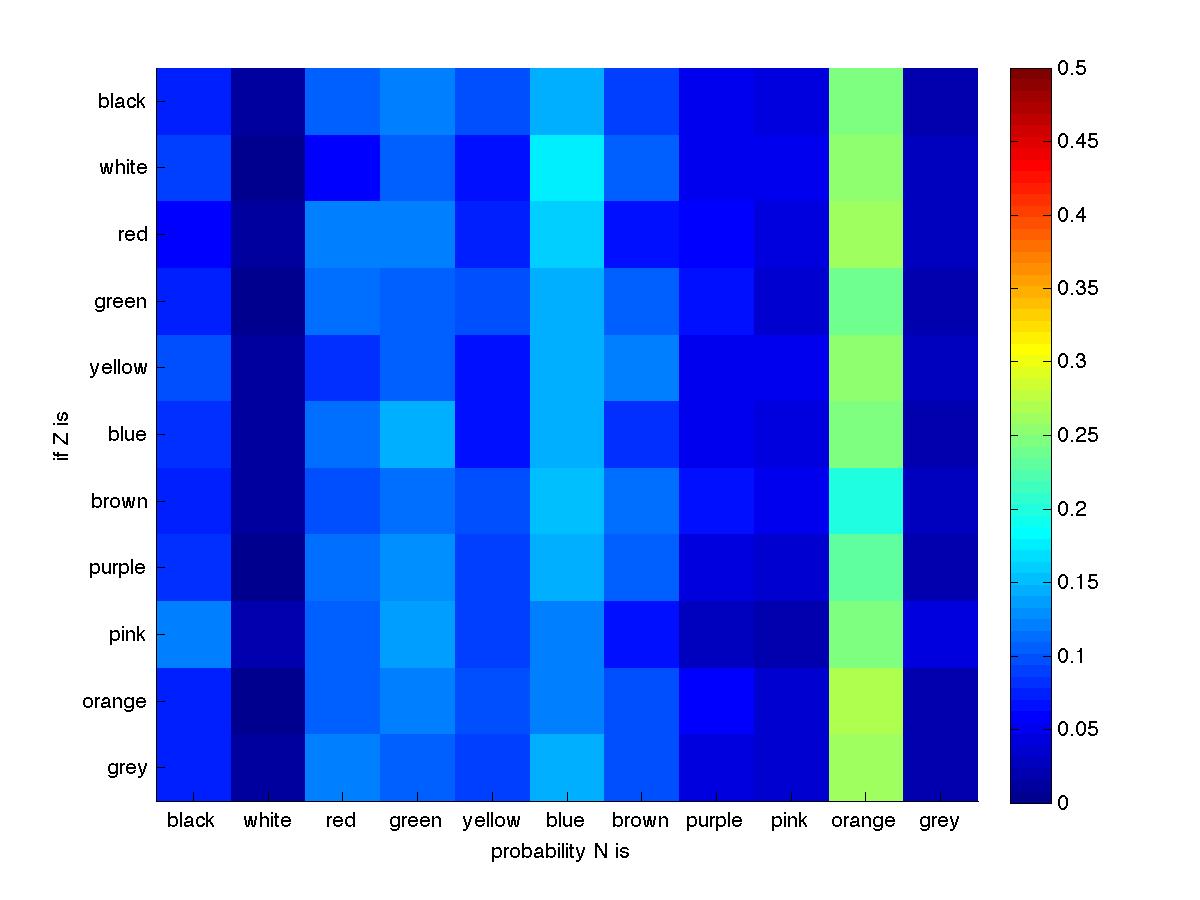 black
white
red
green
yellow
blue
brown
purple
pink
orange
grey
if Z is
black white red green yellow blue brown purple pink orange grey
probability N is
0.5
0.45
0.4
0.35
0.3
0.25
0.2
0.15
0.1
0.05
0